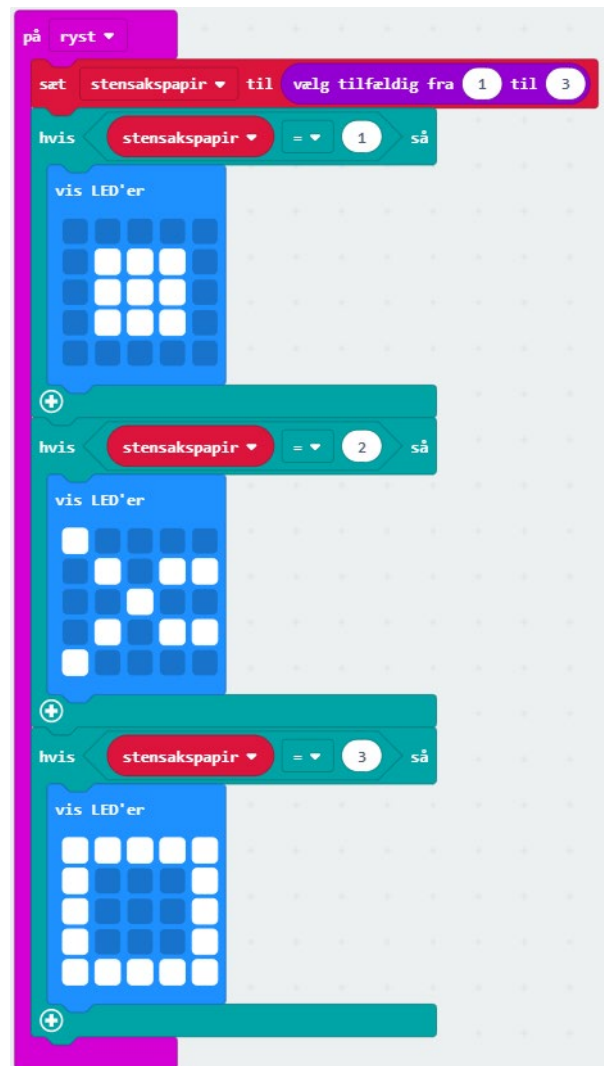 på ryst
sæt stensakspapir til vælg tilfældig fra 1 til 3
hvis stensakspapir = 1 så
vis LED'er
hvis stensakspapir = 2 så
vis LED'er
hvis stensakspapir = 3 så
vis LED'er